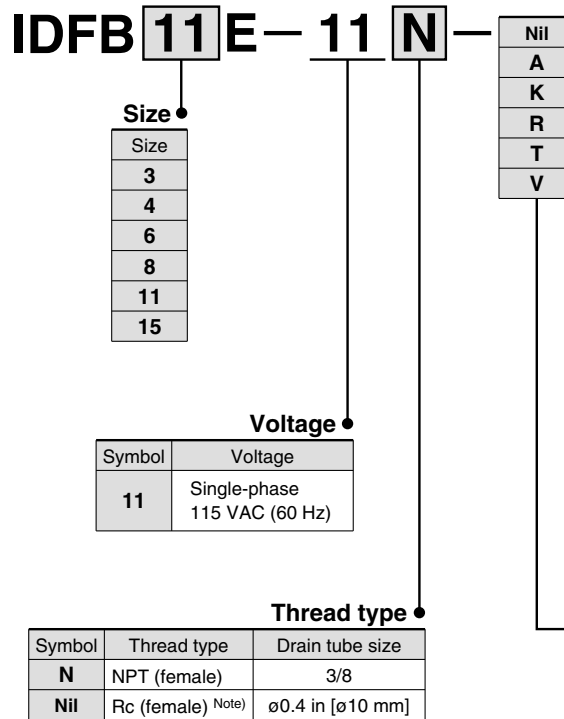 IDFB 11 E — 11 N —
Nil
A
K
R
T
V
Size
Size
3
4
6
8
11
15
Voltage
Symbol Voltage
11 Single-phase
115 VAC (60 Hz)
Thread type
Symbol Thread type Drain tube size
N NPT (female) 3/8
Nil Rc (female) Note) ø0.4 in [ø10 mm]